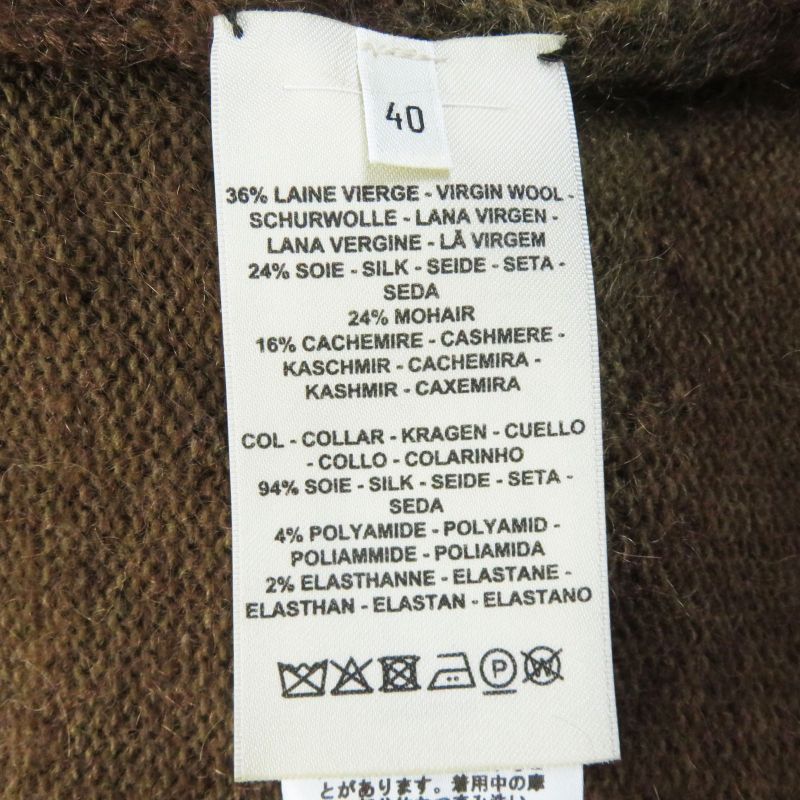 40
36% LAINE VIERGE - VIRGIN WOOL -
SCHURWOLLE - LANA VIRGEN -
LANA VERGINE - LÃ VIRGEM
24% SOIE - SILK - SEIDE - SETA -
SEDA
24% MOHAIR
16% CACHEMIRE - CASHMERE -
KASCHMIR - CACHEMIRA -
KASHMIR - CAXEMIRA
COL - COLLAR - KRAGEN - CUELLO
- COLLO - COLARINHO
94% SOIE - SILK - SEIDE - SETA -
SEDA
4% POLYAMIDE - POLYAMID -
POLIAMMIDE - POLIAMIDA
2% ELASTHANNE - ELASTANE -
ELASTHAN - ELASTAN - ELASTANO
P W
とがあります。着用中の摩